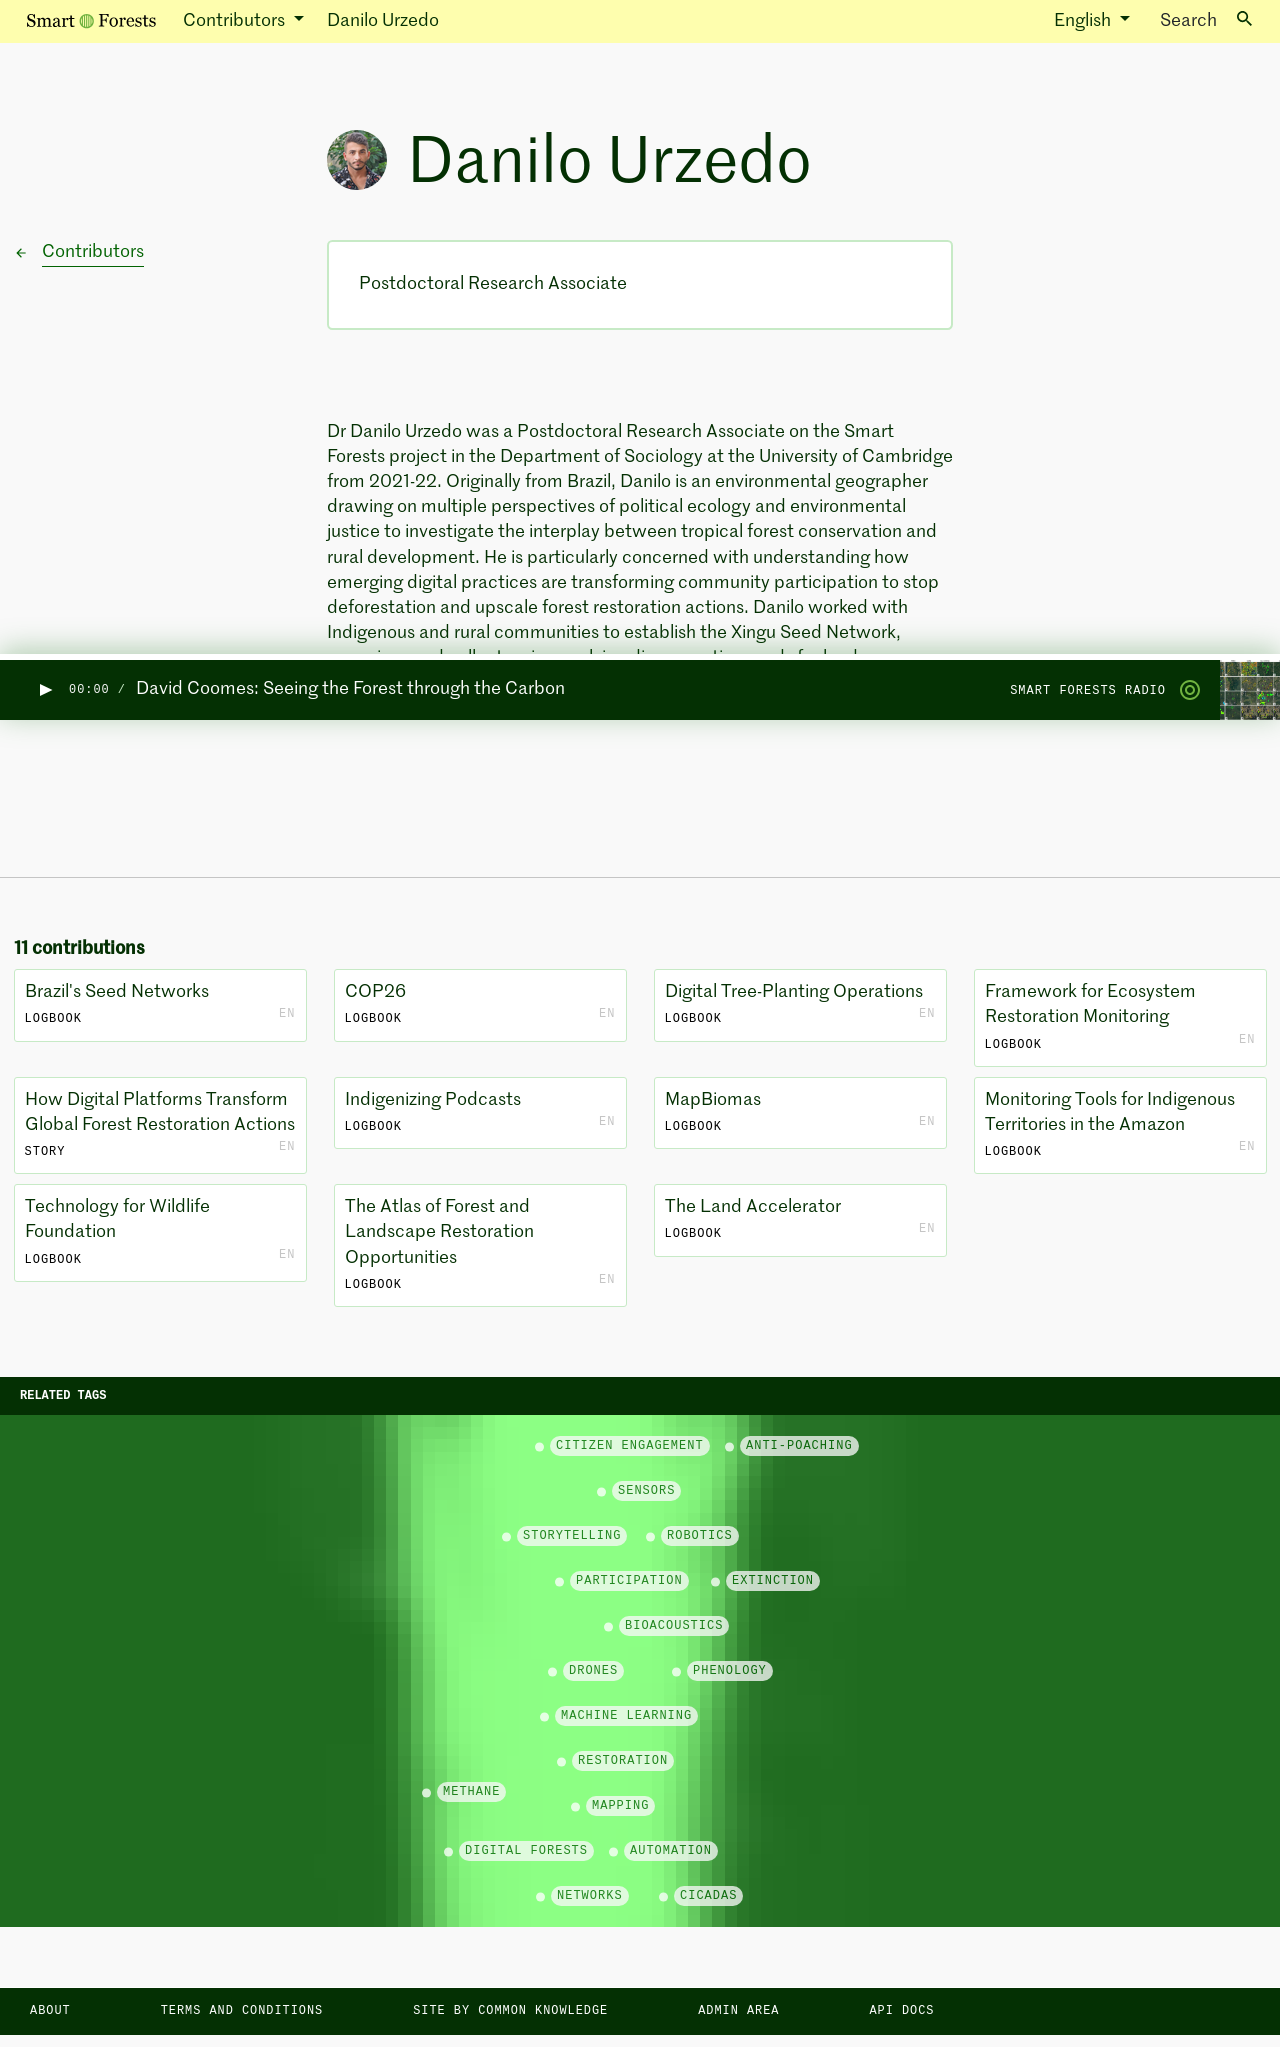 Smart Forests Contributors Danilo Urzedo English Search
Danilo Urzedo
Contributors
Postdoctoral Research Associate
Dr Danilo Urzedo was a Postdoctoral Research Associate on the Smart
Forests project in the Department of Sociology at the University of Cambridge
from 2021-22. Originally from Brazil, Danilo is an environmental geographer
drawing on multiple perspectives of political ecology and environmental
justice to investigate the interplay between tropical forest conservation and
rural development. He is particularly concerned with understanding how
emerging digital practices are transforming community participation to stop
deforestation and upscale forest restoration actions. Danilo worked with
Indigenous and rural communities to establish the Xingu Seed Network,
00:00 / David Coomes: Seeing the Forest through the Carbon SMART FORESTS RADIO
11 contributions
Brazil's Seed Networks
LOGBOOK EN
COP26
LOGBOOK EN
Digital Tree-Planting Operations
LOGBOOK EN
Framework for Ecosystem
Restoration Monitoring
LOGBOOK EN
How Digital Platforms Transform
Global Forest Restoration Actions
STORY EN
Indigenizing Podcasts
LOGBOOK EN
MapBiomas
LOGBOOK EN
Monitoring Tools for Indigenous
Territories in the Amazon
LOGBOOK EN
Technology for Wildlife
Foundation
LOGBOOK EN
The Atlas of Forest and
Landscape Restoration
Opportunities
LOGBOOK EN
The Land Accelerator
LOGBOOK EN
RELATED TAGS
CITIZEN ENGAGEMENT ANTI-POACHING
SENSORS
STORYTELLING ROBOTICS
PARTICIPATION EXTINCTION
BIOACOUSTICS
DRONES PHENOLOGY
MACHINE LEARNING
RESTORATION
METHANE
MAPPING
DIGITAL FORESTS AUTOMATION
NETWORKS CICADAS
ABOUT TERMS AND CONDITIONS SITE BY COMMON KNOWLEDGE ADMIN AREA API DOCS